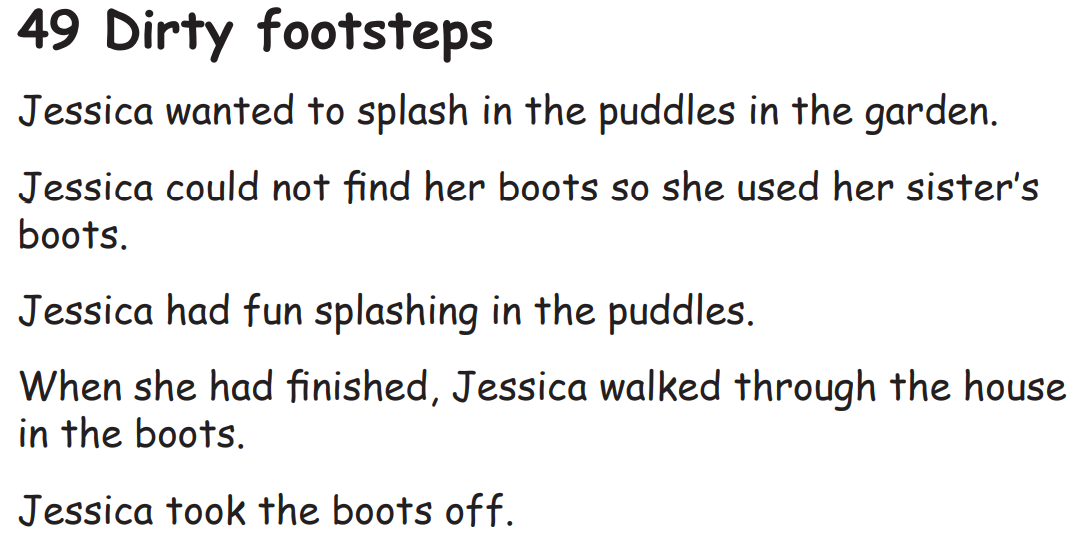 49 Dirty footsteps
Jessica wanted to splash in the puddles in the garden.
Jessica could not find her boots so she used her sister's
boots.
Jessica had fun splashing in the puddles.
When she had finished, Jessica walked through the house
in the boots.
Jessica took the boots off.